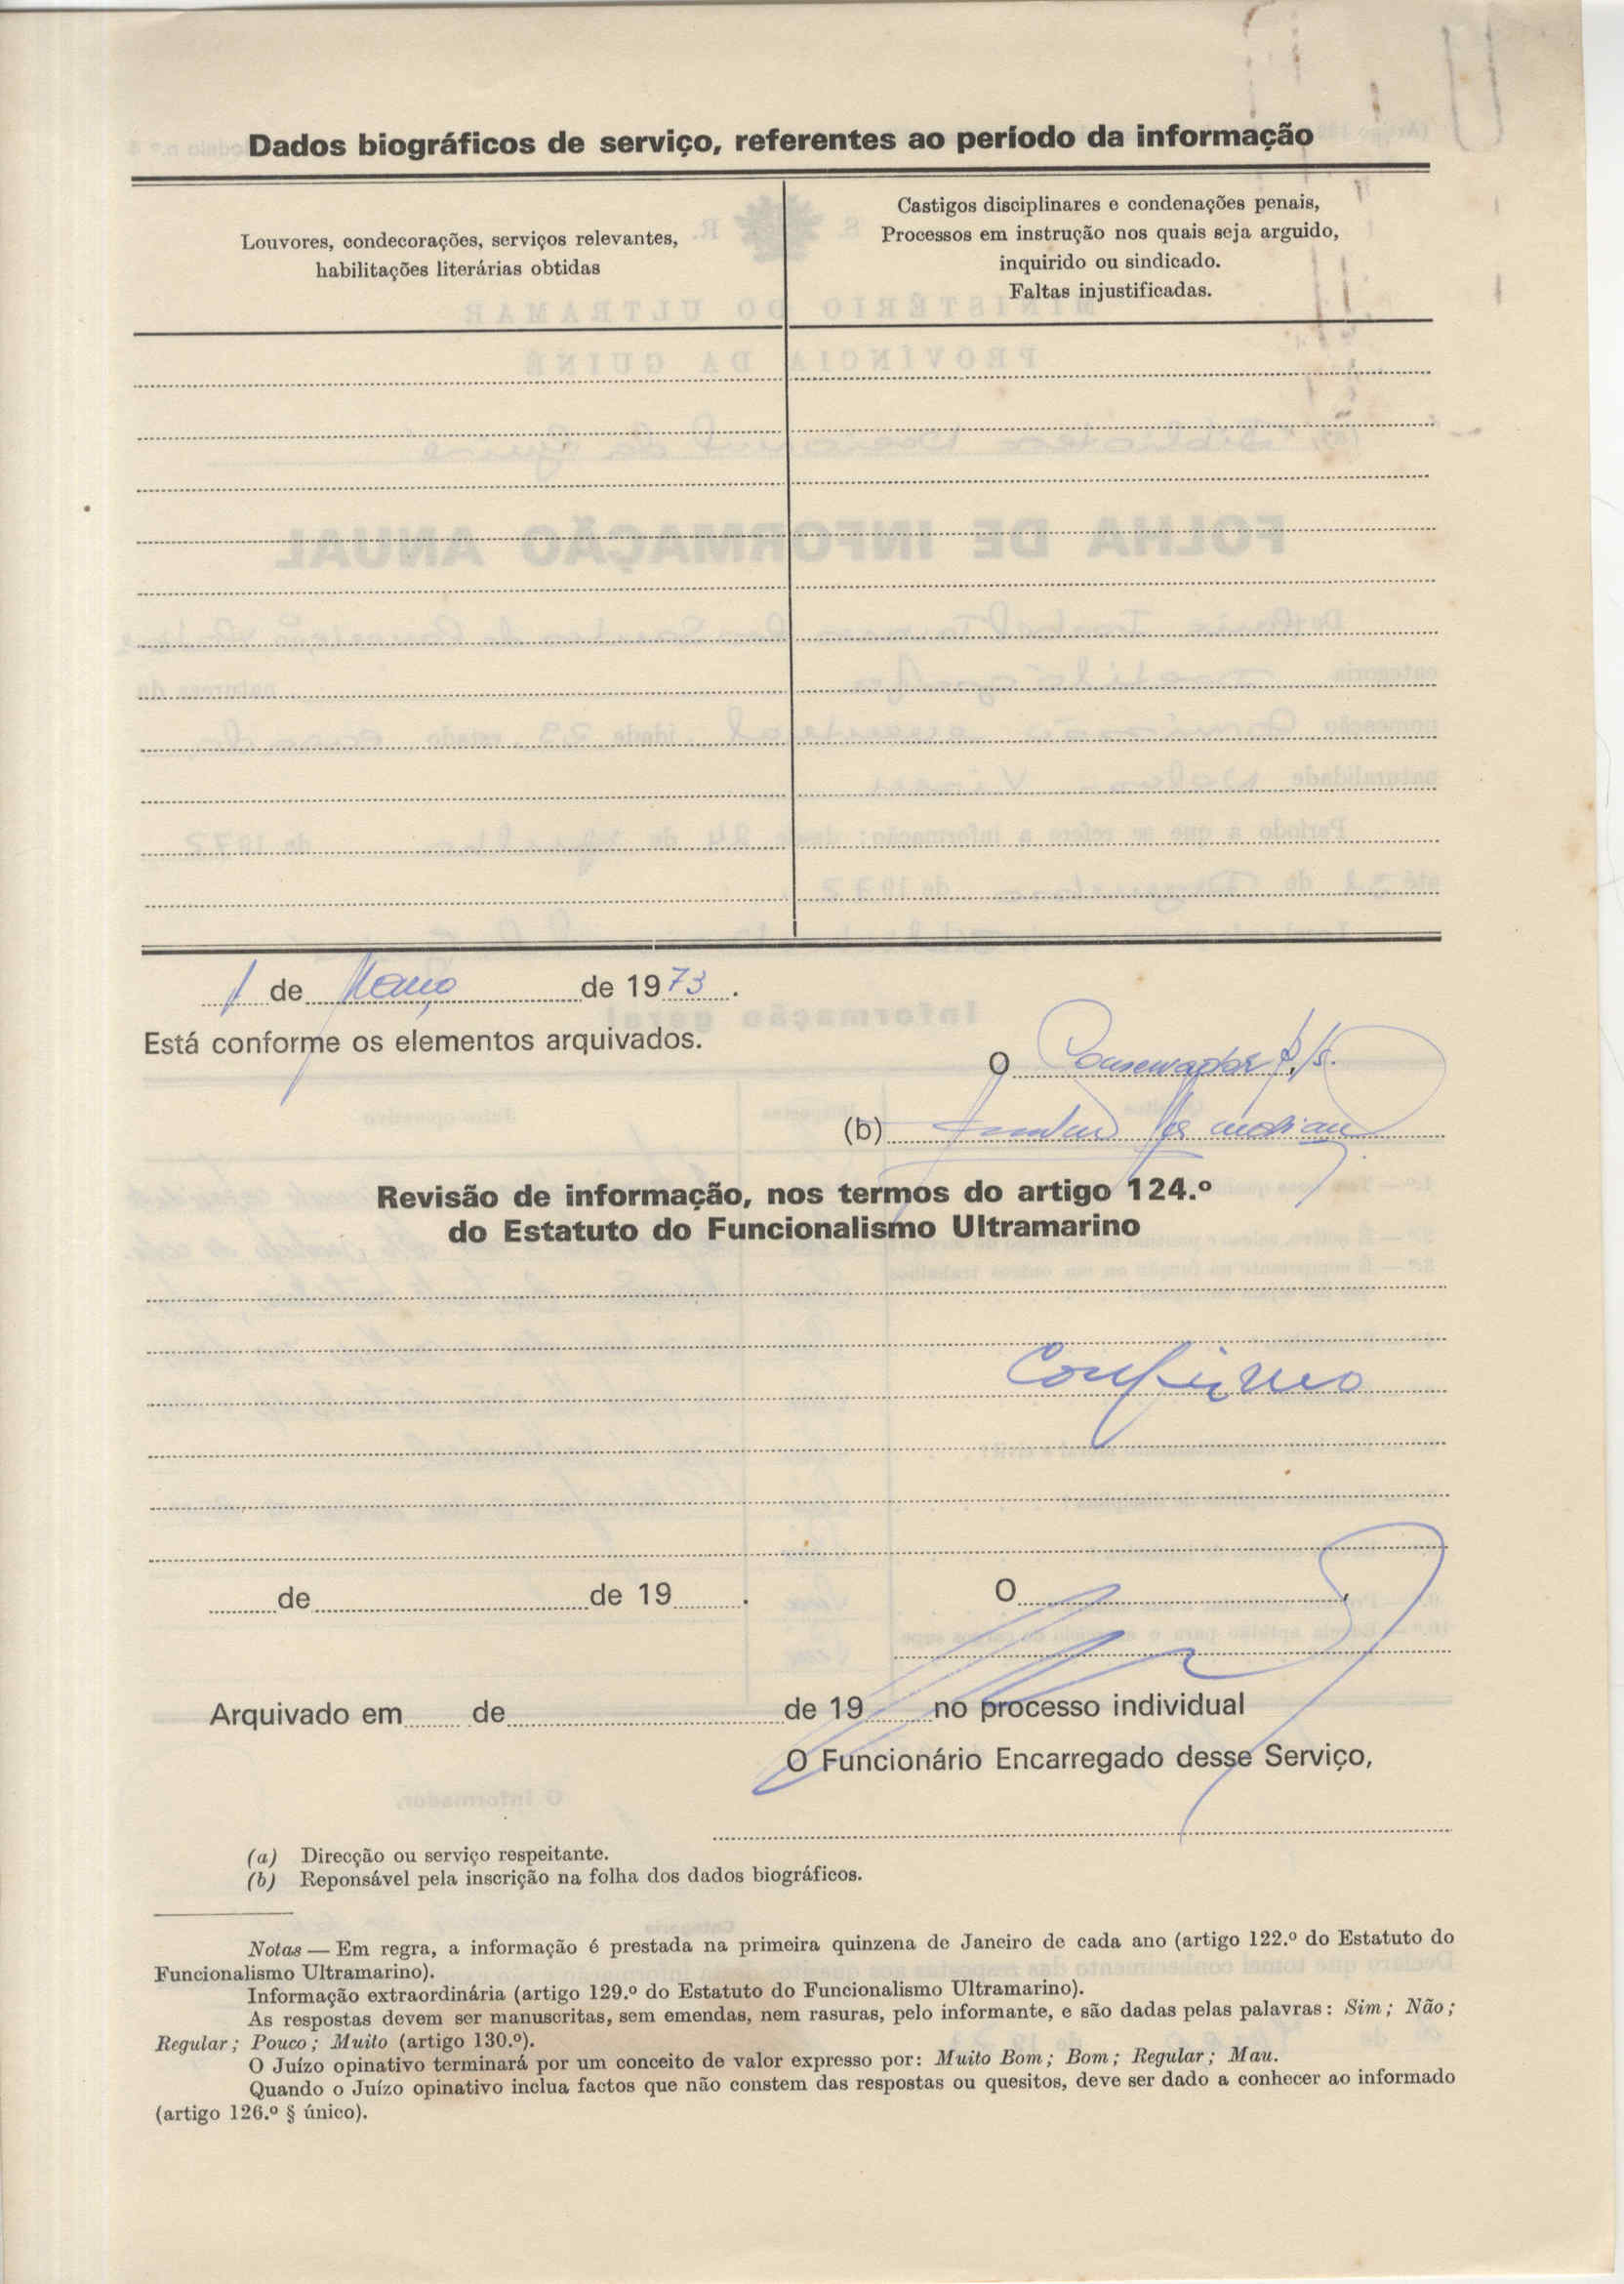 Dados biográficos de serviço, referentes ao período da informação
Louvores, condecorações, serviços relevantes,
habilitações literárias obtidas
Castigos disciplinares e condenações penais,
Processos em instrução nos quais seja arguido,
inquirido ou sindicado.
Faltas injustificadas.
1 de Março de 1973.
Está conforme os elementos arquivados.
O Conservador
(b)
Revisão de informação, nos termos do artigo 124.º
do Estatuto do Funcionalismo Ultramarino
Confirmo
de de 19 .
O ,
Arquivado em de de 19 no processo individual
O Funcionário Encarregado desse Serviço,
(a) Direcção ou serviço respeitante.
(b) Reponsável pela inscrição na folha dos dados biográficos.
Notas — Em regra, a informação é prestada na primeira quinzena de Janeiro de cada ano (artigo 122.º do Estatuto do
Funcionalismo Ultramarino).
Informação extraordinária (artigo 129.º do Estatuto do Funcionalismo Ultramarino).
As respostas devem ser manuscritas, sem emendas, nem rasuras, pelo informante, e são dadas pelas palavras: Sim; Não;
Regular; Pouco; Muito (artigo 130.º).
O Juízo opinativo terminará por um conceito de valor expresso por: Muito Bom; Bom; Regular; Mau.
Quando o Juízo opinativo inclua factos que não constem das respostas ou quesitos, deve ser dado a conhecer ao informado
(artigo 126.º § único).